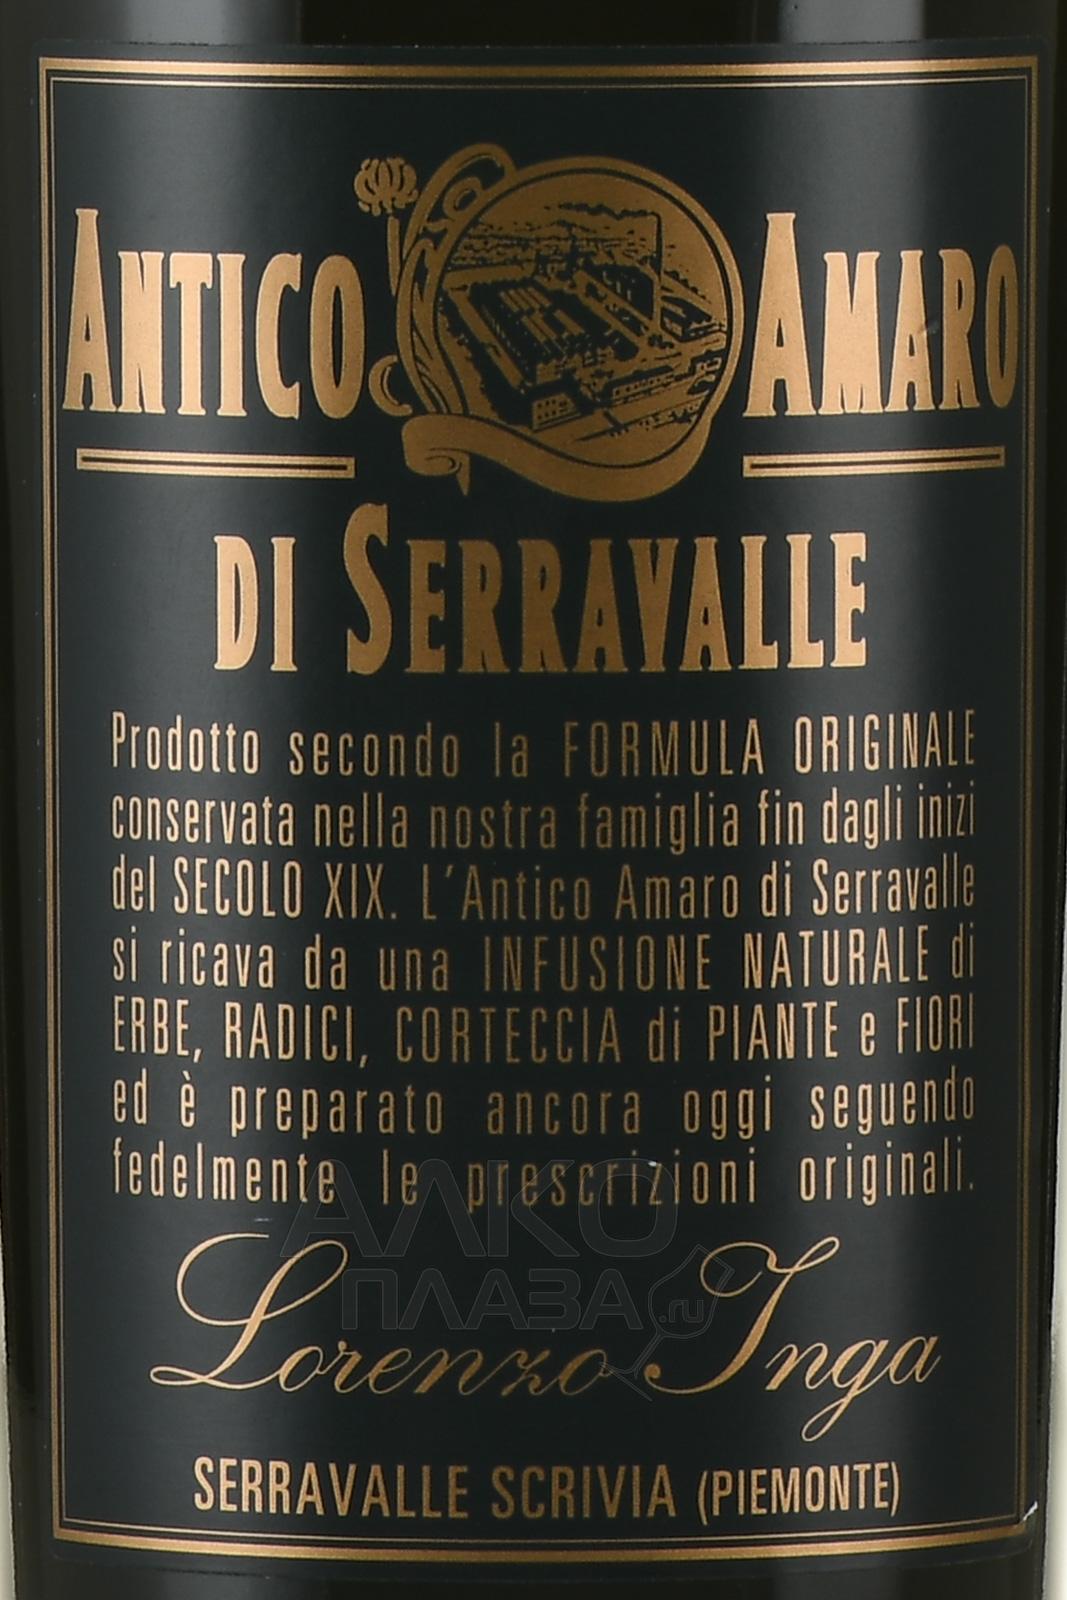 ANTICO AMARO
DI SERRAVALLE
Prodotto secondo la FORMULA ORIGINALE
conservata nella nostra famiglia fin dagli inizi
del SECOLO XIX. L'Antico Amaro di Serravalle
si ricava da una INFUSIONE NATURALE di
ERBE, RADICI, CORTECCIA di PIANTE e FIORI
ed è preparato ancora oggi seguendo
fedelmente le prescrizioni originali.
АЛКО
ПЛАЗА.ru
Lorenzo Inga
SERRAVALLE SCRIVIA (PIEMONTE)